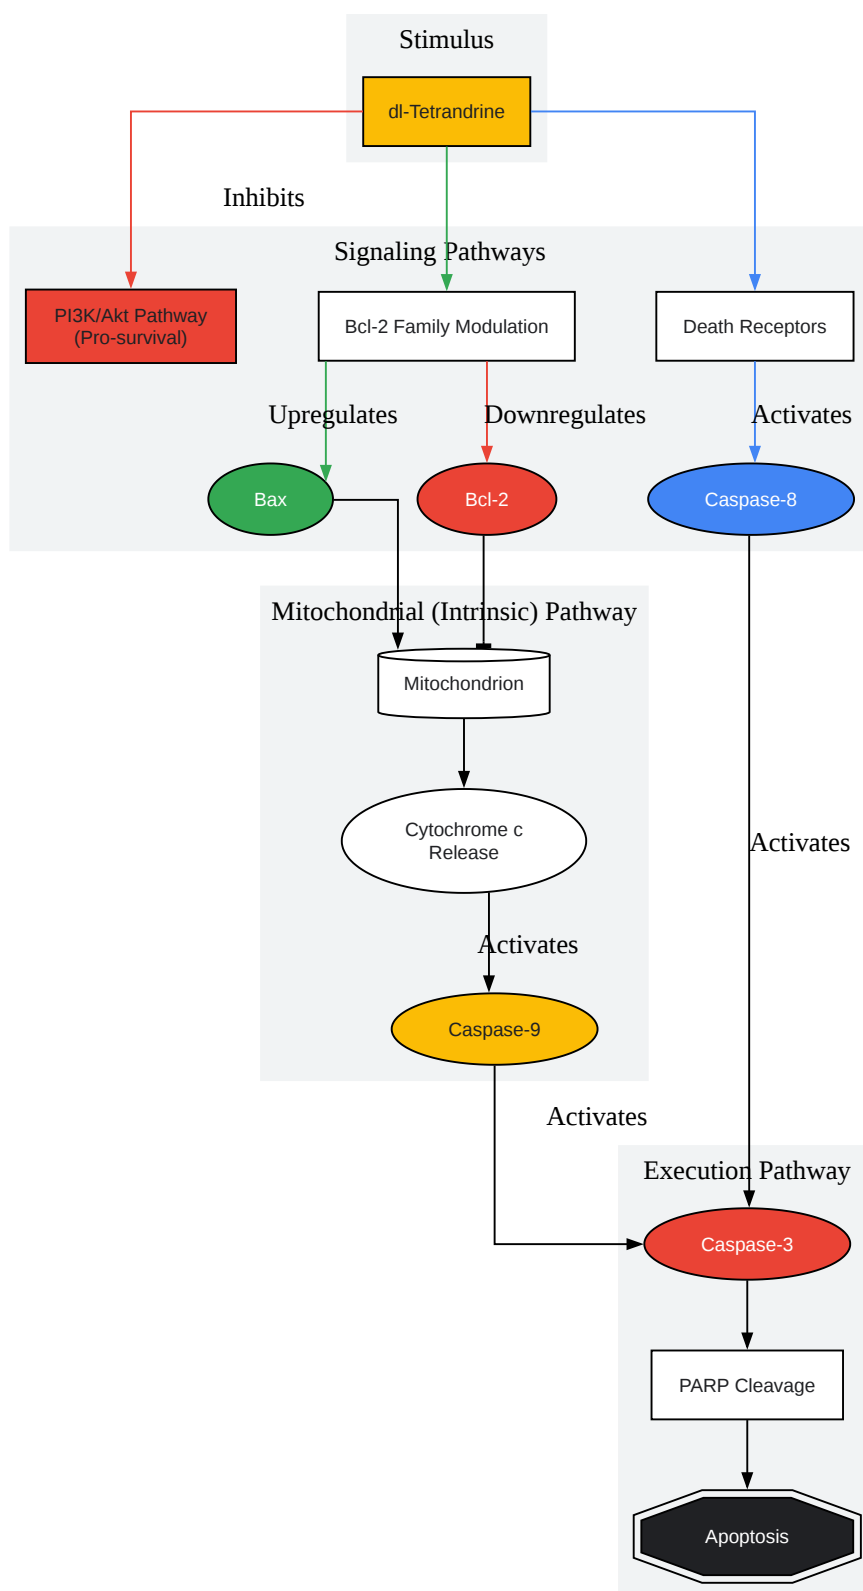 Stimulus
dl-Tetrandrine
Inhibits
Signaling Pathways
PI3K/Akt Pathway
(Pro-survival)
Bcl-2 Family Modulation
Death Receptors
Upregulates
Downregulates
Activates
Bax
Bcl-2
Caspase-8
Mitochondrial (Intrinsic) Pathway
Mitochondrion
Cytochrome c
Release
Activates
Activates
Caspase-9
Activates
Execution Pathway
Caspase-3
PARP Cleavage
Apoptosis